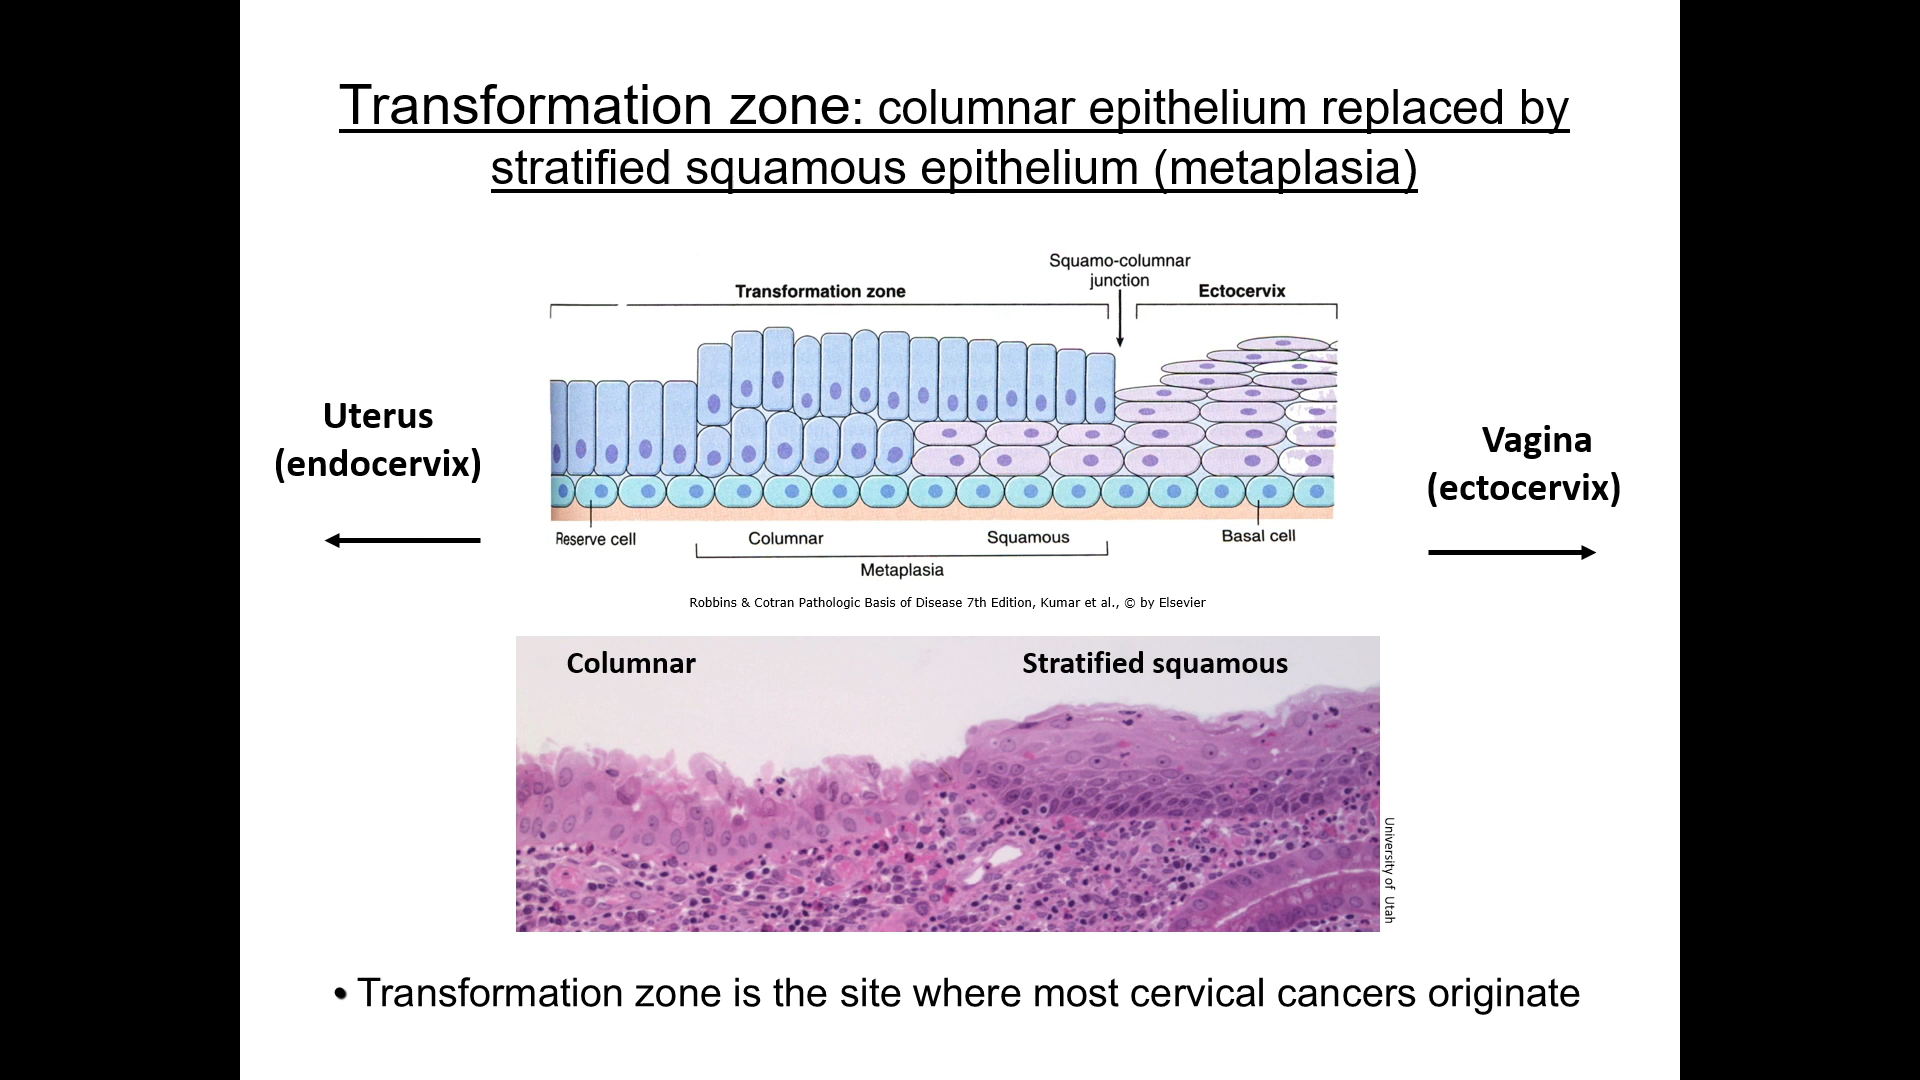 Transformation zone: columnar epithelium replaced by
stratified squamous epithelium (metaplasia)
Squamo-columnar
junction
Transformation zone
Ectocervix
Uterus
(endocervix)
Vagina
(ectocervix)
Reserve cell
Columnar
Squamous
Basal cell
Metaplasia
Robbins & Cotran Pathologic Basis of Disease 7th Edition, Kumar et al., © by Elsevier
Columnar
Stratified squamous
University of Utah
• Transformation zone is the site where most cervical cancers originate